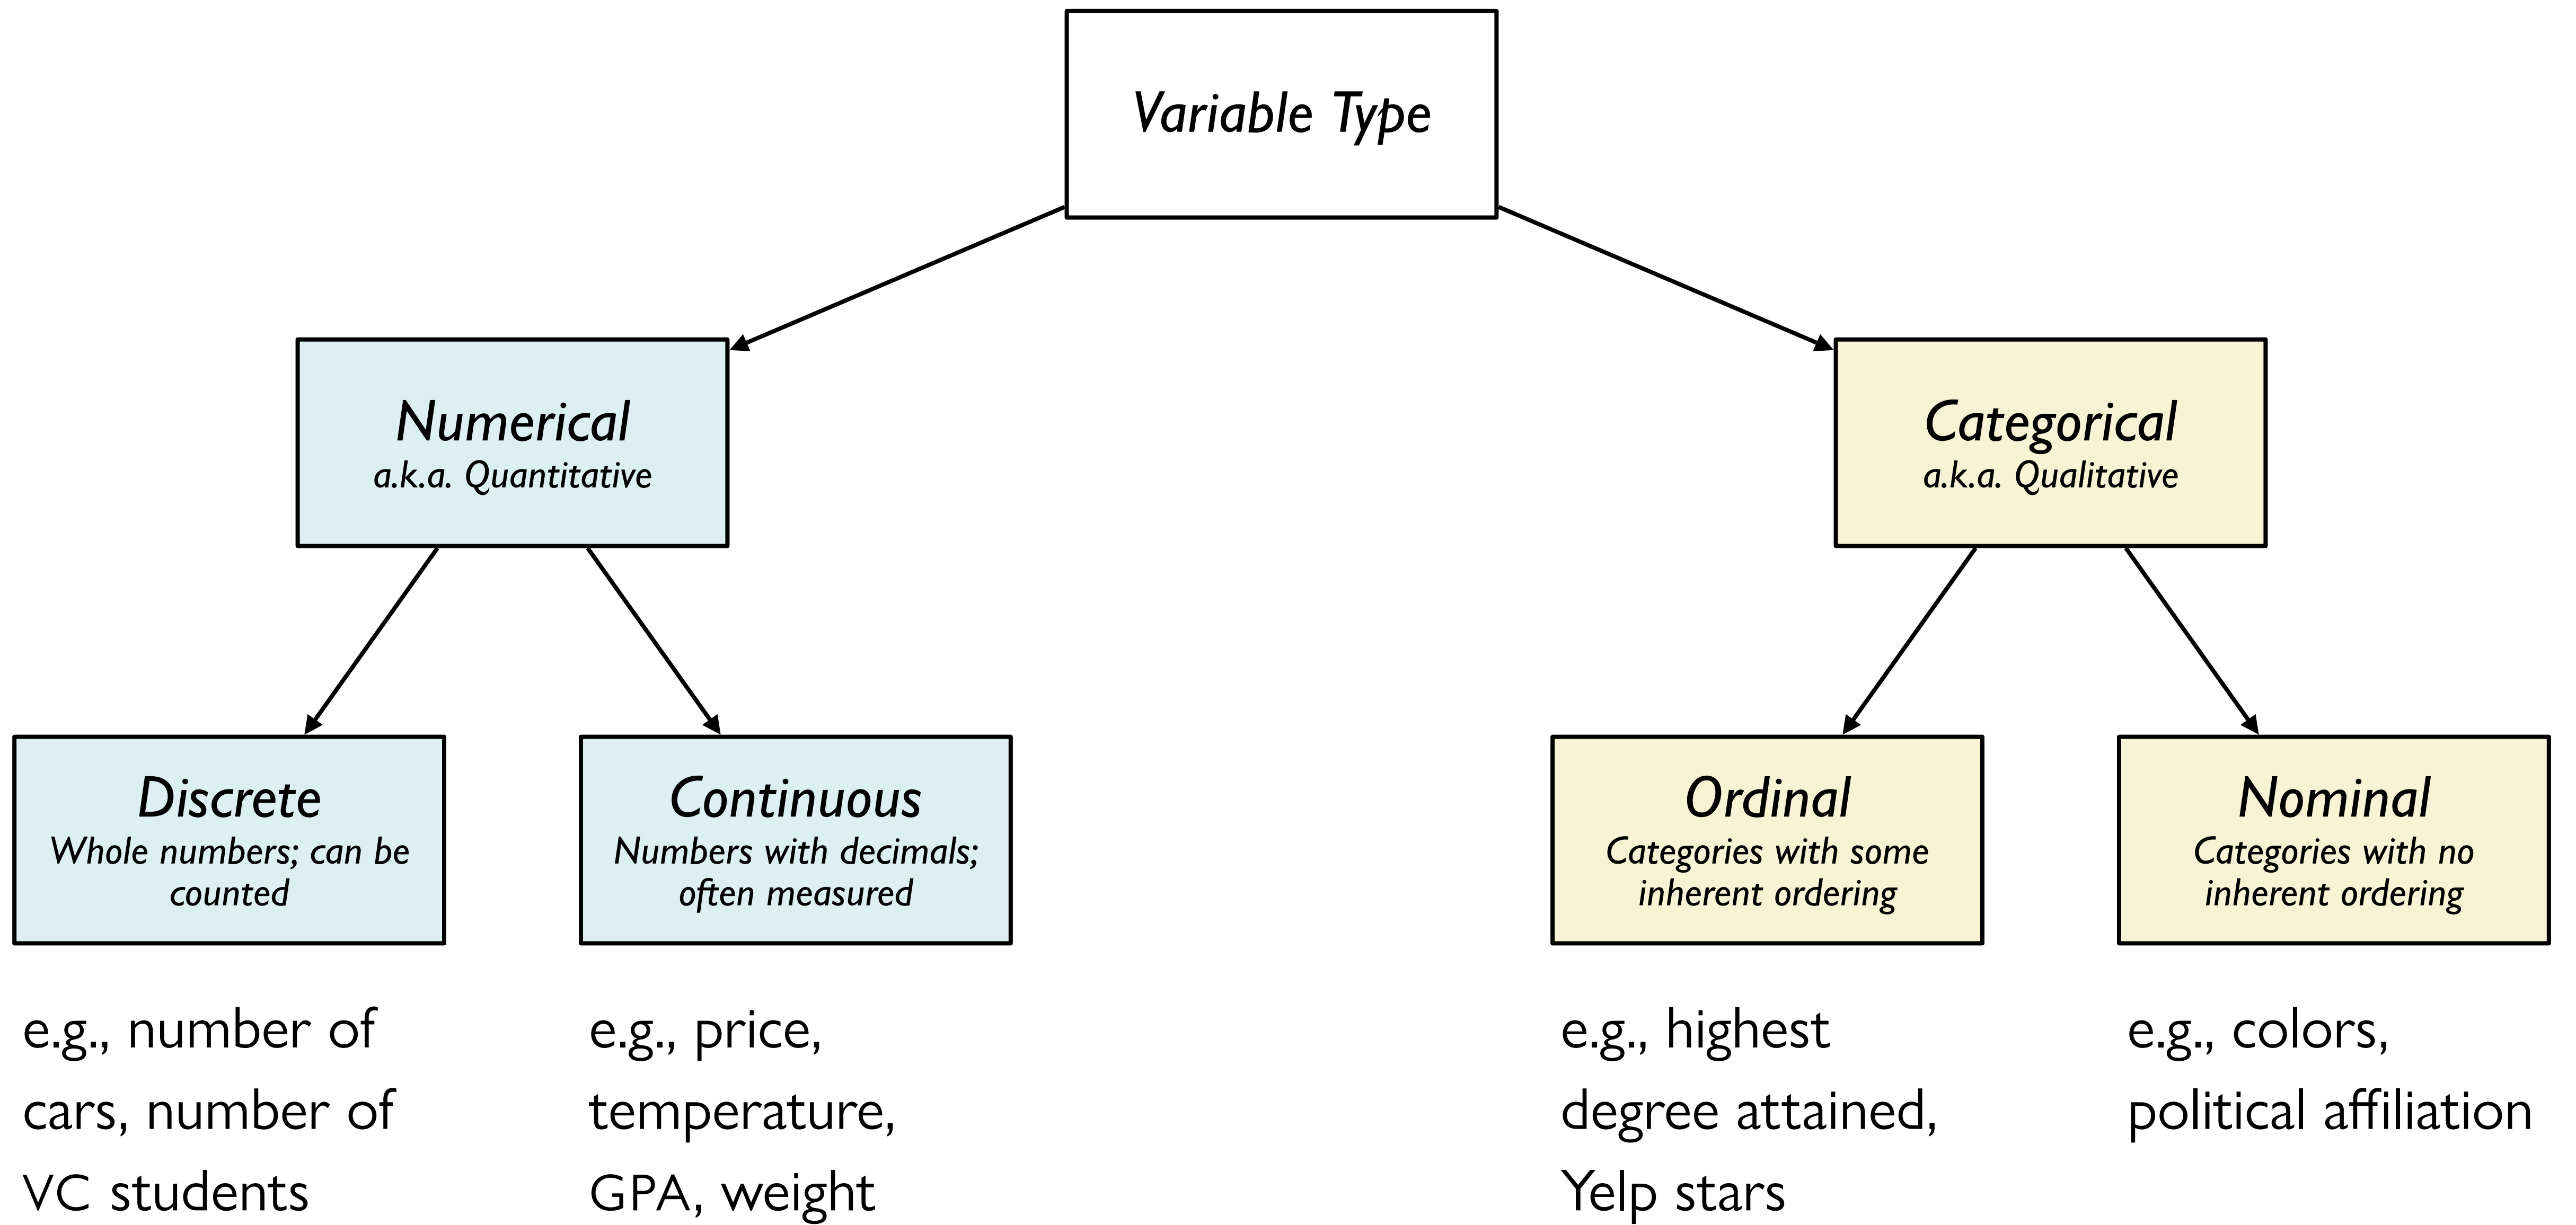 Variable Type
Numerical
a.k.a. Quantitative
Categorical
a.k.a. Qualitative
Discrete
Whole numbers; can be
counted
Continuous
Numbers with decimals;
often measured
Ordinal
Categories with some
inherent ordering
Nominal
Categories with no
inherent ordering
e.g., number of
cars, number of
VC students
e.g., price,
temperature,
GPA, weight
e.g., highest
degree attained,
Yelp stars
e.g., colors,
political affiliation